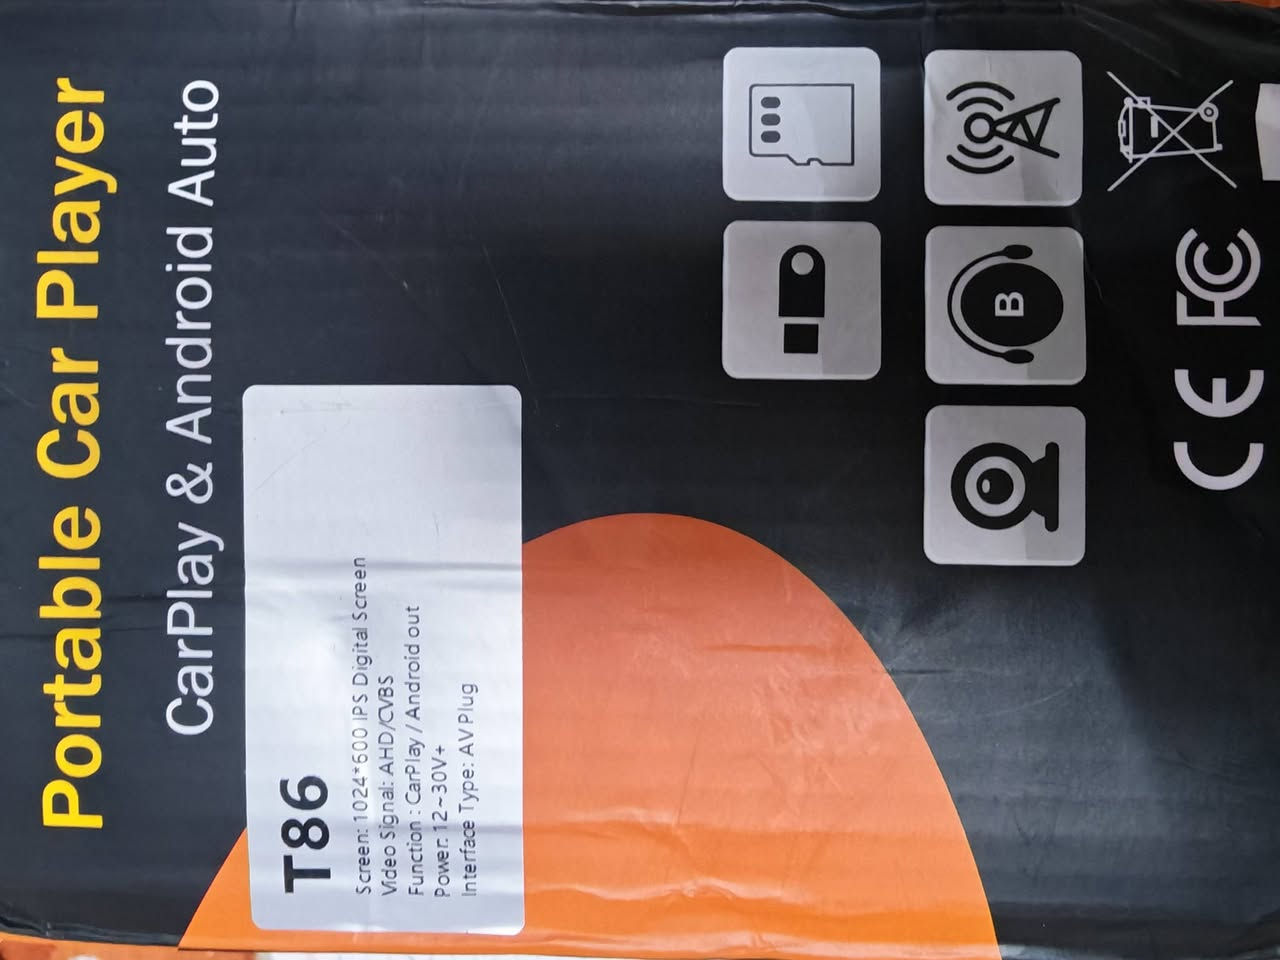 Portable Car Player
CarPlay & Android Auto
T86
Screen: 1024*600 IPS Digital Screen
Video Signal: AHD/CVBS
Function : CarPlay / Android out
Power: 12~30V+
Interface Type: AV Plug
B
CE FC